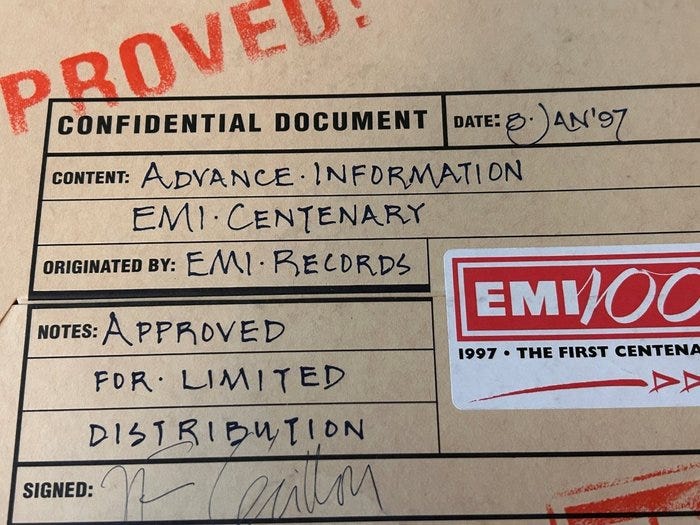 PROVED!
CONFIDENTIAL DOCUMENT DATE: 8·JAN'97
CONTENT: ADVANCE·INFORMATION
EMI·CENTENARY
ORIGINATED BY: EMI·RECORDS
EMI100
1997 • THE FIRST CENTENA
NOTES: APPROVED
FOR· LIMITED
DISTRIBUTION
SIGNED: